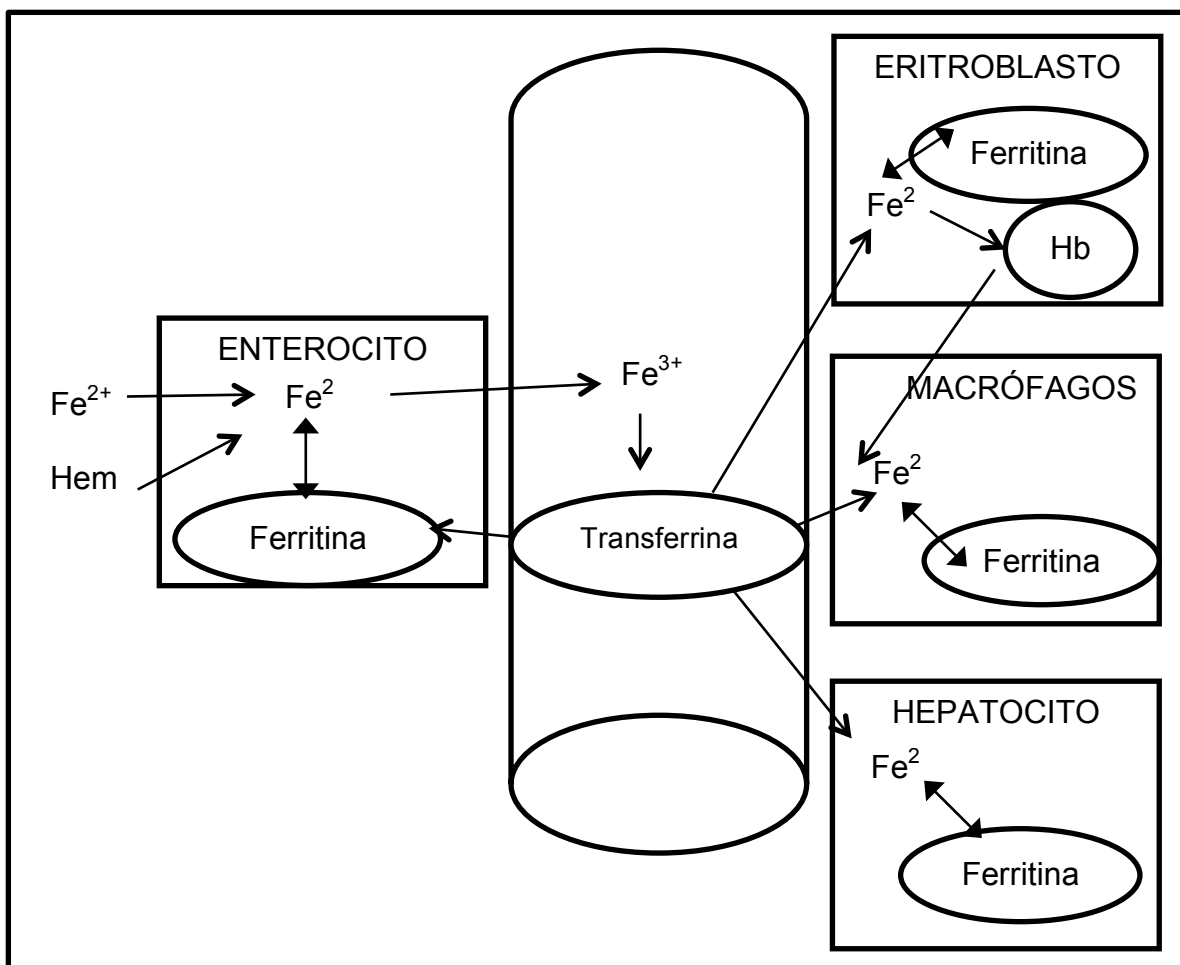 ERITROBLASTO
Ferritina
Fe²
Hb
ENTEROCITO
Fe²⁺
Fe²
Fe³⁺
Hem
Ferritina
Transferrina
MACRÓFAGOS
Fe²
Ferritina
HEPATOCITO
Fe²
Ferritina